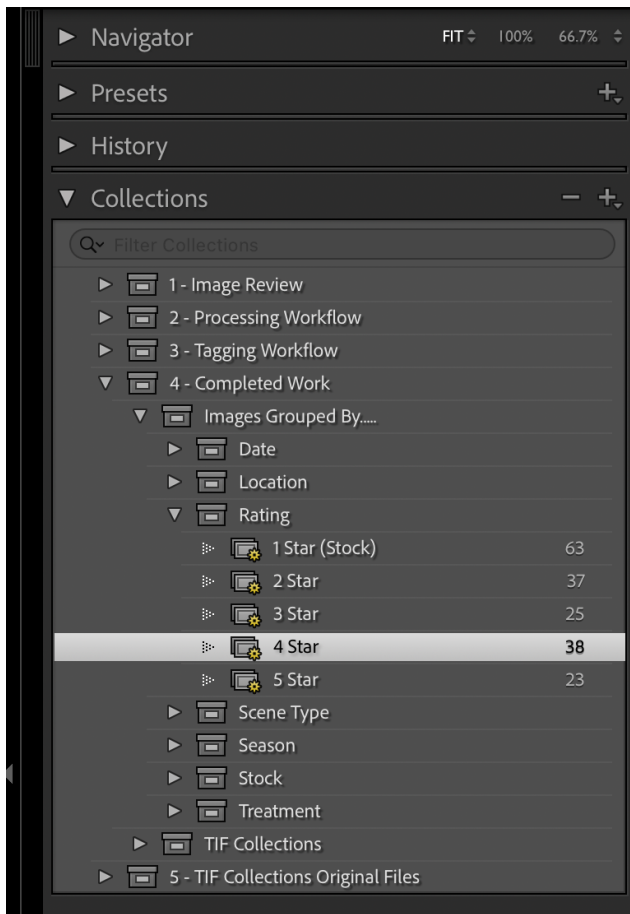 Navigator FIT 100% 66.7%
Presets
History
Collections
Filter Collections
1 - Image Review
2 - Processing Workflow
3 - Tagging Workflow
4 - Completed Work
Images Grouped By.....
Date
Location
Rating
1 Star (Stock) 63
2 Star 37
3 Star 25
4 Star 38
5 Star 23
Scene Type
Season
Stock
Treatment
TIF Collections
5 - TIF Collections Original Files